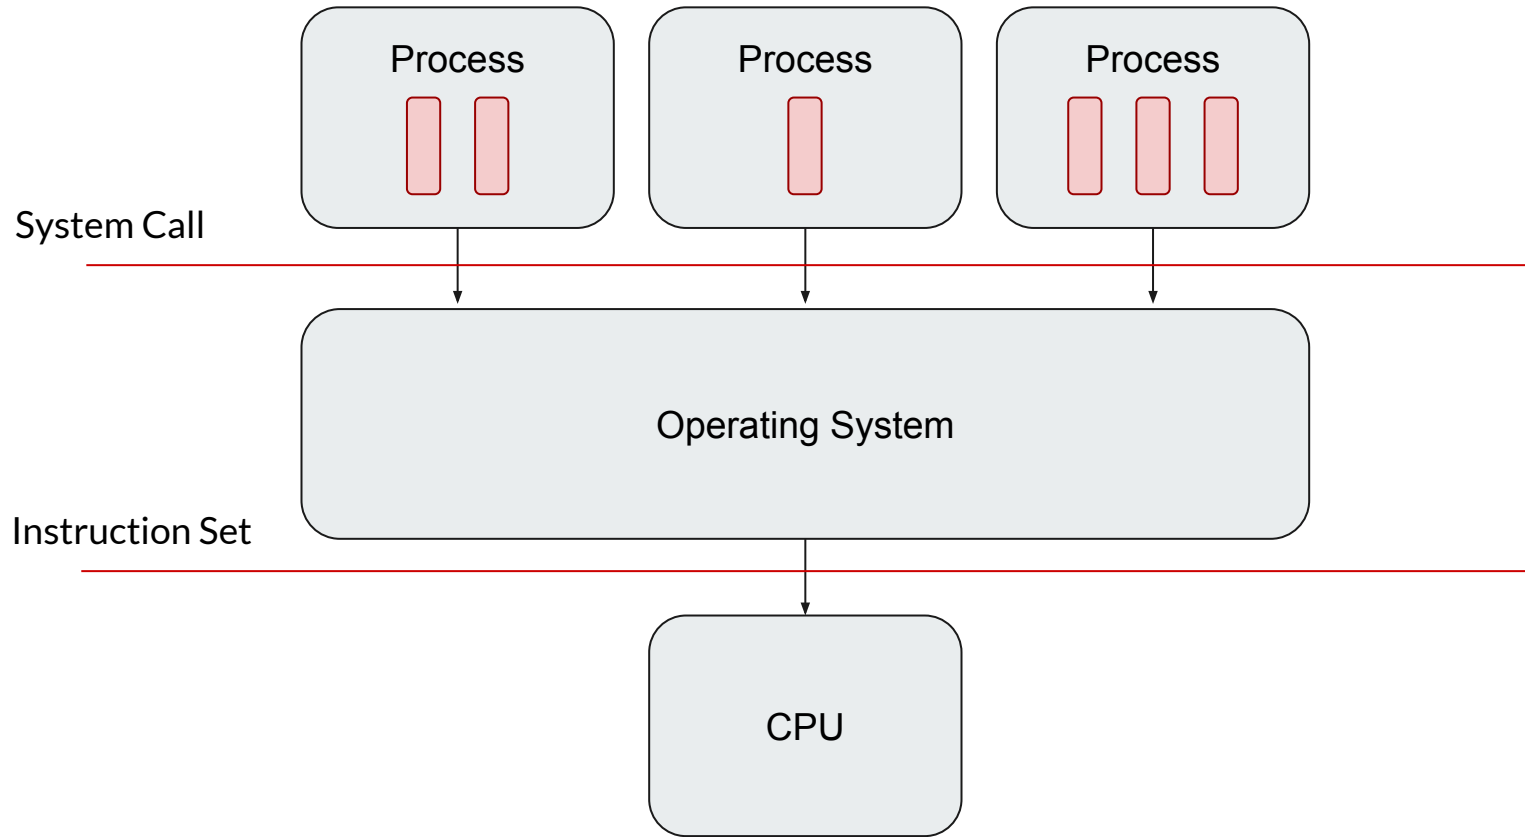 Process
Process
Process
System Call
Operating System
Instruction Set
CPU